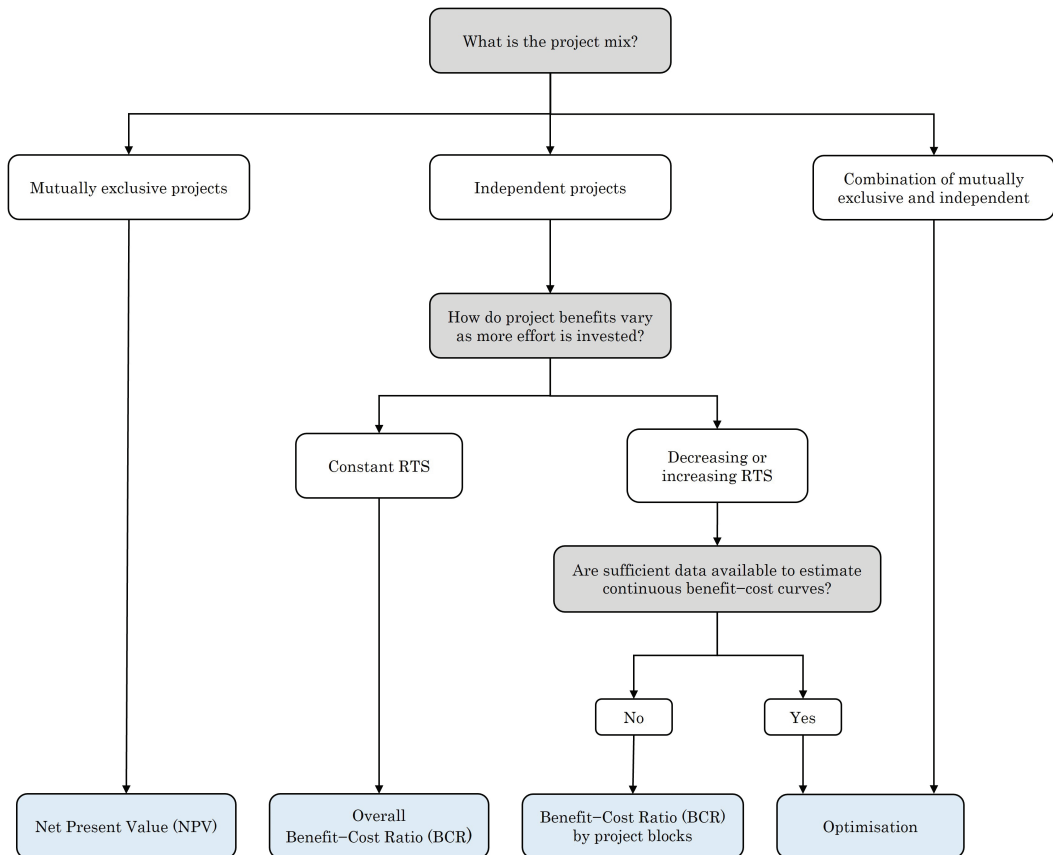 What is the project mix?
Mutually exclusive projects
Independent projects
Combination of mutually
exclusive and independent
How do project benefits vary
as more effort is invested?
Constant RTS
Decreasing or
increasing RTS
Are sufficient data available to estimate
continuous benefit–cost curves?
No
Yes
Net Present Value (NPV)
Overall
Benefit–Cost Ratio (BCR)
Benefit–Cost Ratio (BCR)
by project blocks
Optimisation